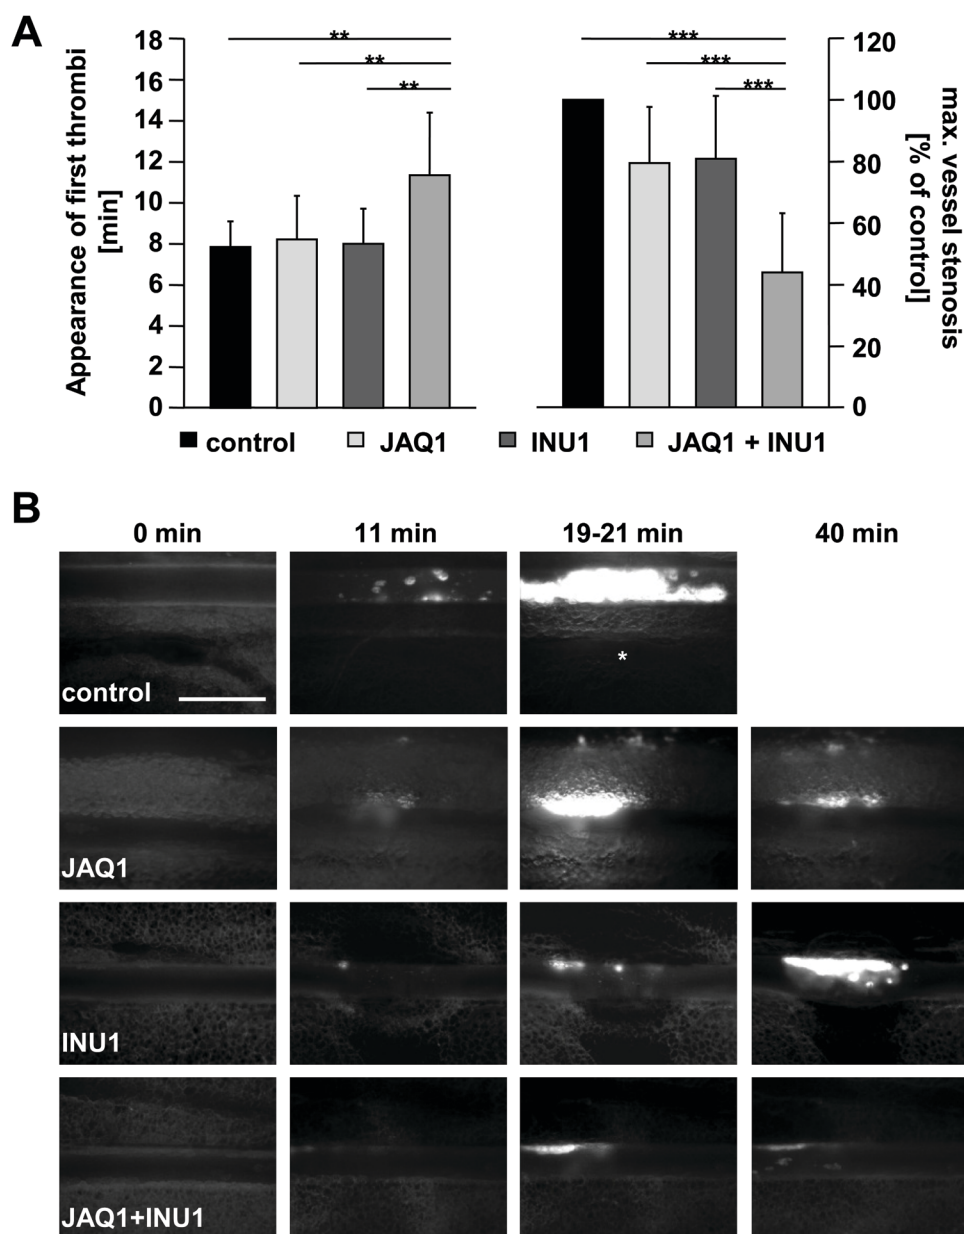 A
Appearance of first thrombi
[min]
18
16
14
12
10
8
6
4
2
0
**
**
**
***
***
***
120
100
80
60
40
20
0
max. vessel stenosis
[% of control]
control JAQ1 INU1 JAQ1 + INU1
B
0 min 11 min 19-21 min 40 min
control
*
JAQ1
INU1
JAQ1+INU1